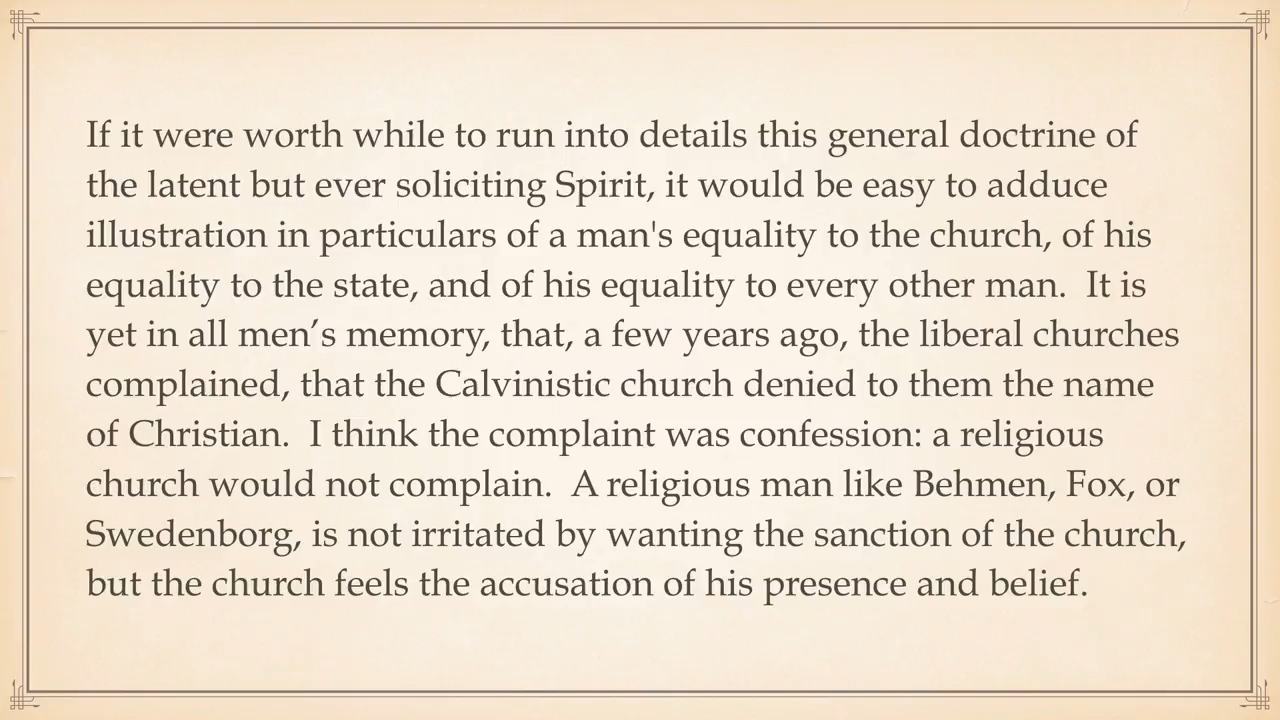 If it were worth while to run into details this general doctrine of
the latent but ever soliciting Spirit, it would be easy to adduce
illustration in particulars of a man's equality to the church, of his
equality to the state, and of his equality to every other man.  It is
yet in all men’s memory, that, a few years ago, the liberal churches
complained, that the Calvinistic church denied to them the name
of Christian.  I think the complaint was confession: a religious
church would not complain.  A religious man like Behmen, Fox, or
Swedenborg, is not irritated by wanting the sanction of the church,
but the church feels the accusation of his presence and belief.